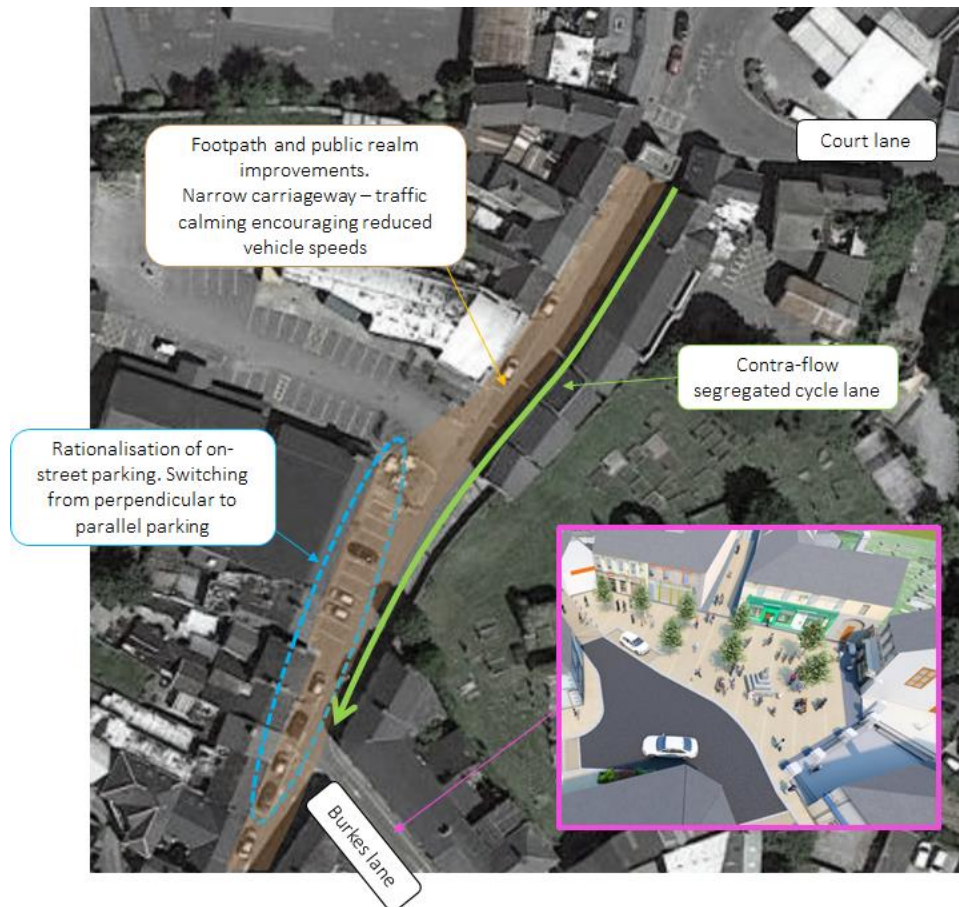 Court lane
Footpath and public realm
improvements.
Narrow carriageway – traffic
calming encouraging reduced
vehicle speeds
Contra-flow
segregated cycle lane
Rationalisation of on-
street parking. Switching
from perpendicular to
parallel parking
Burkes lane